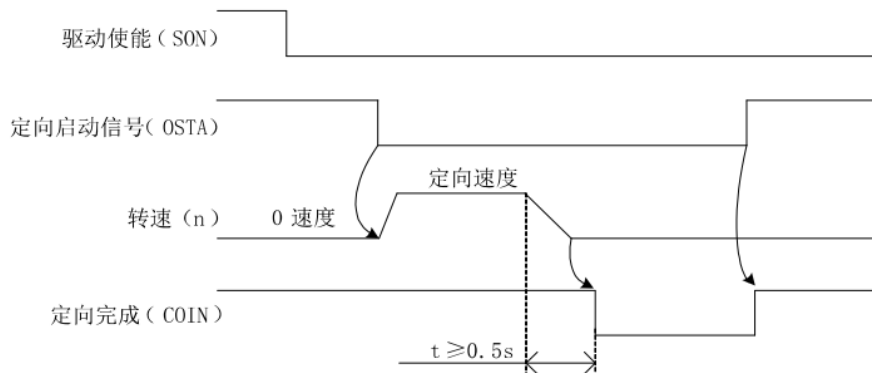 驱动使能(SON)
定向启动信号(OSTA)
定向速度
转速(n)
0 速度
定向完成(COIN)
t≥0.5s